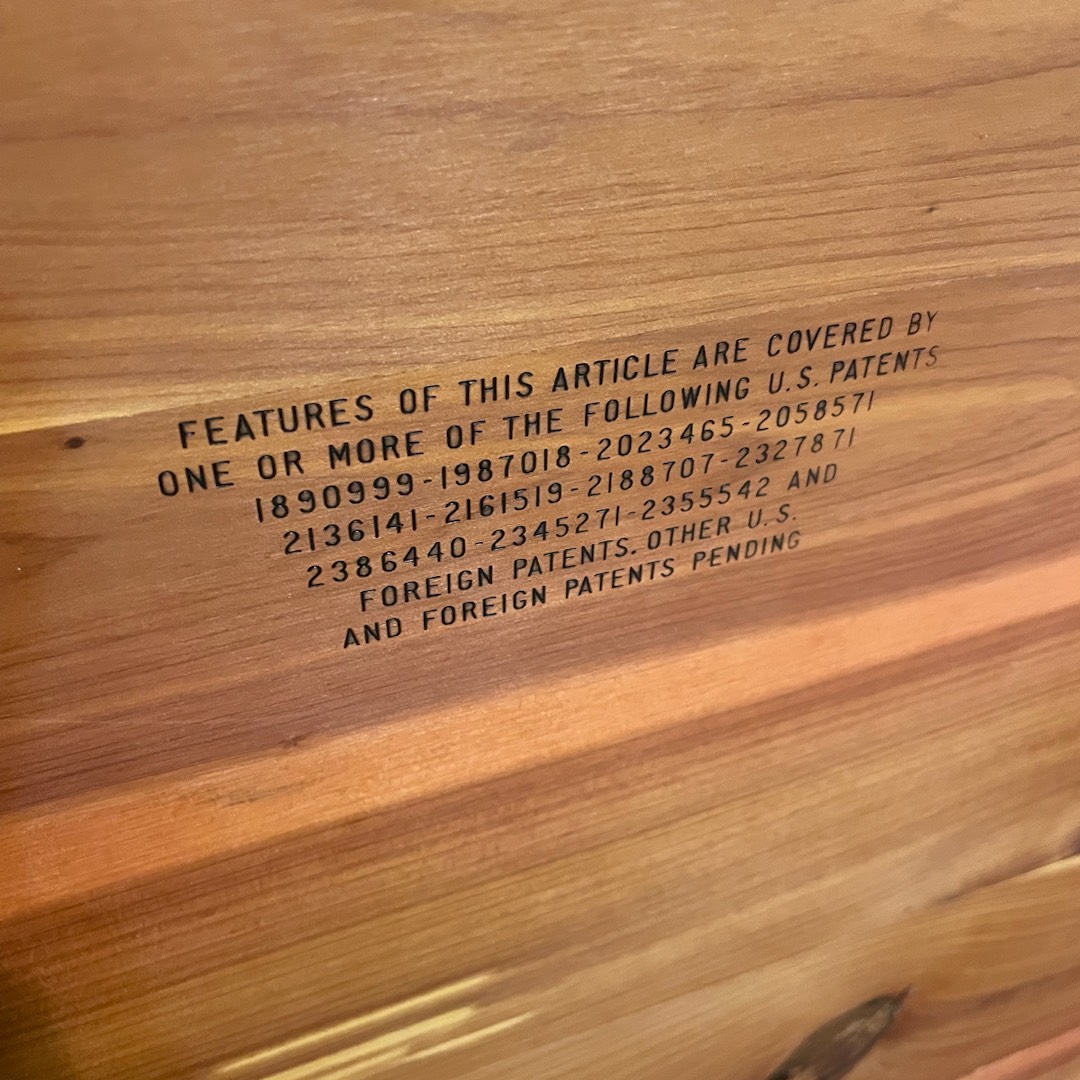 FEATURES OF THIS ARTICLE ARE COVERED BY
ONE OR MORE OF THE FOLLOWING U.S. PATENTS
1890999-1987018-2023465-2058571
2136141-2161519-2188707-2327871
2386440-2345271-2355542 AND
FOREIGN PATENTS. OTHER U.S.
AND FOREIGN PATENTS PENDING